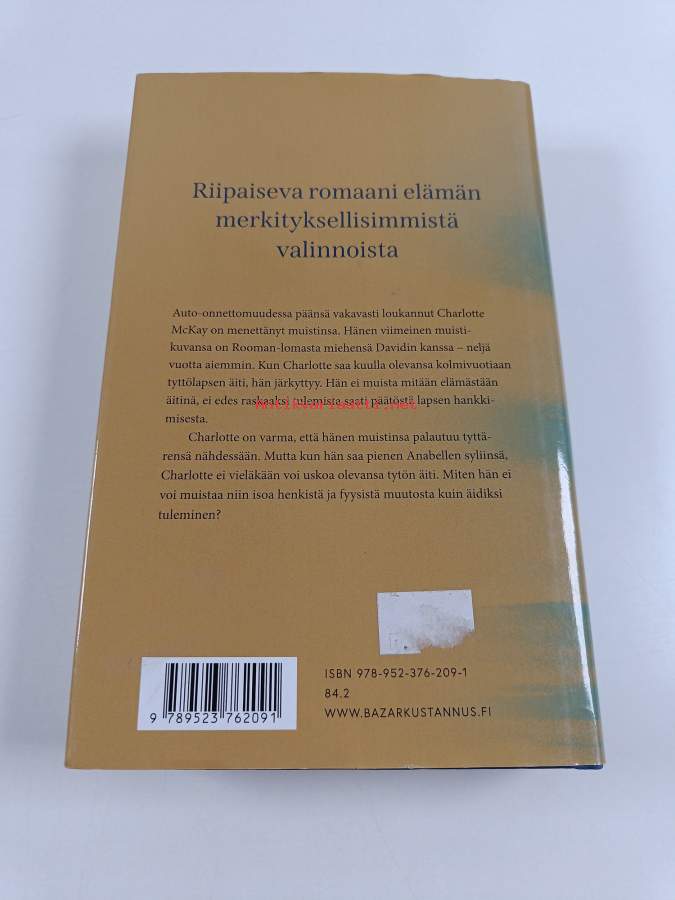 Riipaiseva romaani elämän
merkityksellisimmistä
valinnoista
Auto-onnettomuudessa päänsä vakavasti loukannut Charlotte
McKay on menettänyt muistinsa. Hänen viimeinen muisti-
kuvansa on Rooman-lomasta miehensä Davidin kanssa – neljä
vuotta aiemmin. Kun Charlotte saa kuulla olevansa kolmivuotiaan
tyttölapsen äiti, hän järkyttyy. Hän ei muista mitään elämästään
äitinä, ei edes raskaaksi tulemista saati päätöstä lapsen hankki-
Antikvariaatti.net
misesta.
Charlotte on varma, että hänen muistinsa palautuu tyttä-
rensä nähdessään. Mutta kun hän saa pienen Anabellen syliinsä,
Charlotte ei vieläkään voi uskoa olevansa tytön äiti. Miten hän ei
voi muistaa niin isoa henkistä ja fyysistä muutosta kuin äidiksi
tuleminen?
ISBN 978-952-376-209-1
84.2
WWW.BAZARKUSTANNUS.FI
9 789523 762091